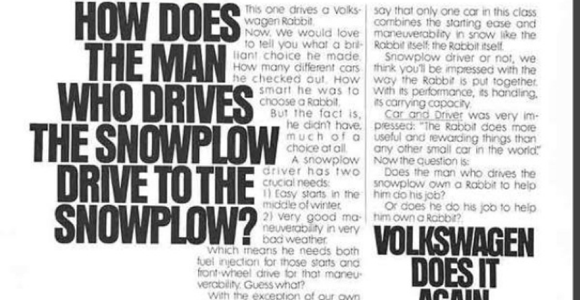 HOW DOES
THE MAN
WHO DRIVES
THE SNOWPLOW
DRIVE TO THE
SNOWPLOW?
This one drives a Volks-
wagen Rabbit.
Now. We would love
to tell you what a bril-
liant choice he made.
How many different cars
he checked out. How
smart he was to
choose a Rabbit.
But the fact is,
he didn't have
much of a
choice at all.
A snowplow
driver has two
crucial needs:
1) Easy starts in the
middle of winter.
2) Very good ma-
neuverability in very
bad weather.
Which means he needs both
fuel injection for those starts and
front-wheel drive for that maneu-
verability. Guess what?
With the exception of our own
say that only one car in this class
combines the starting ease and
maneuverability in snow like the
Rabbit itself: the Rabbit itself.
Snowplow driver or not, we
think you'll be impressed with the
way the Rabbit is put together.
With its performance, its handling,
its carrying capacity.
Car and Driver was very im-
pressed: "The Rabbit does more
useful and rewarding things than
any other small car in the world."
Now the question is:
Does the man who drives the
snowplow own a Rabbit to help
him do his job?
Or does he do his job to help
him own a Rabbit?
VOLKSWAGEN
DOES IT
AGAIN